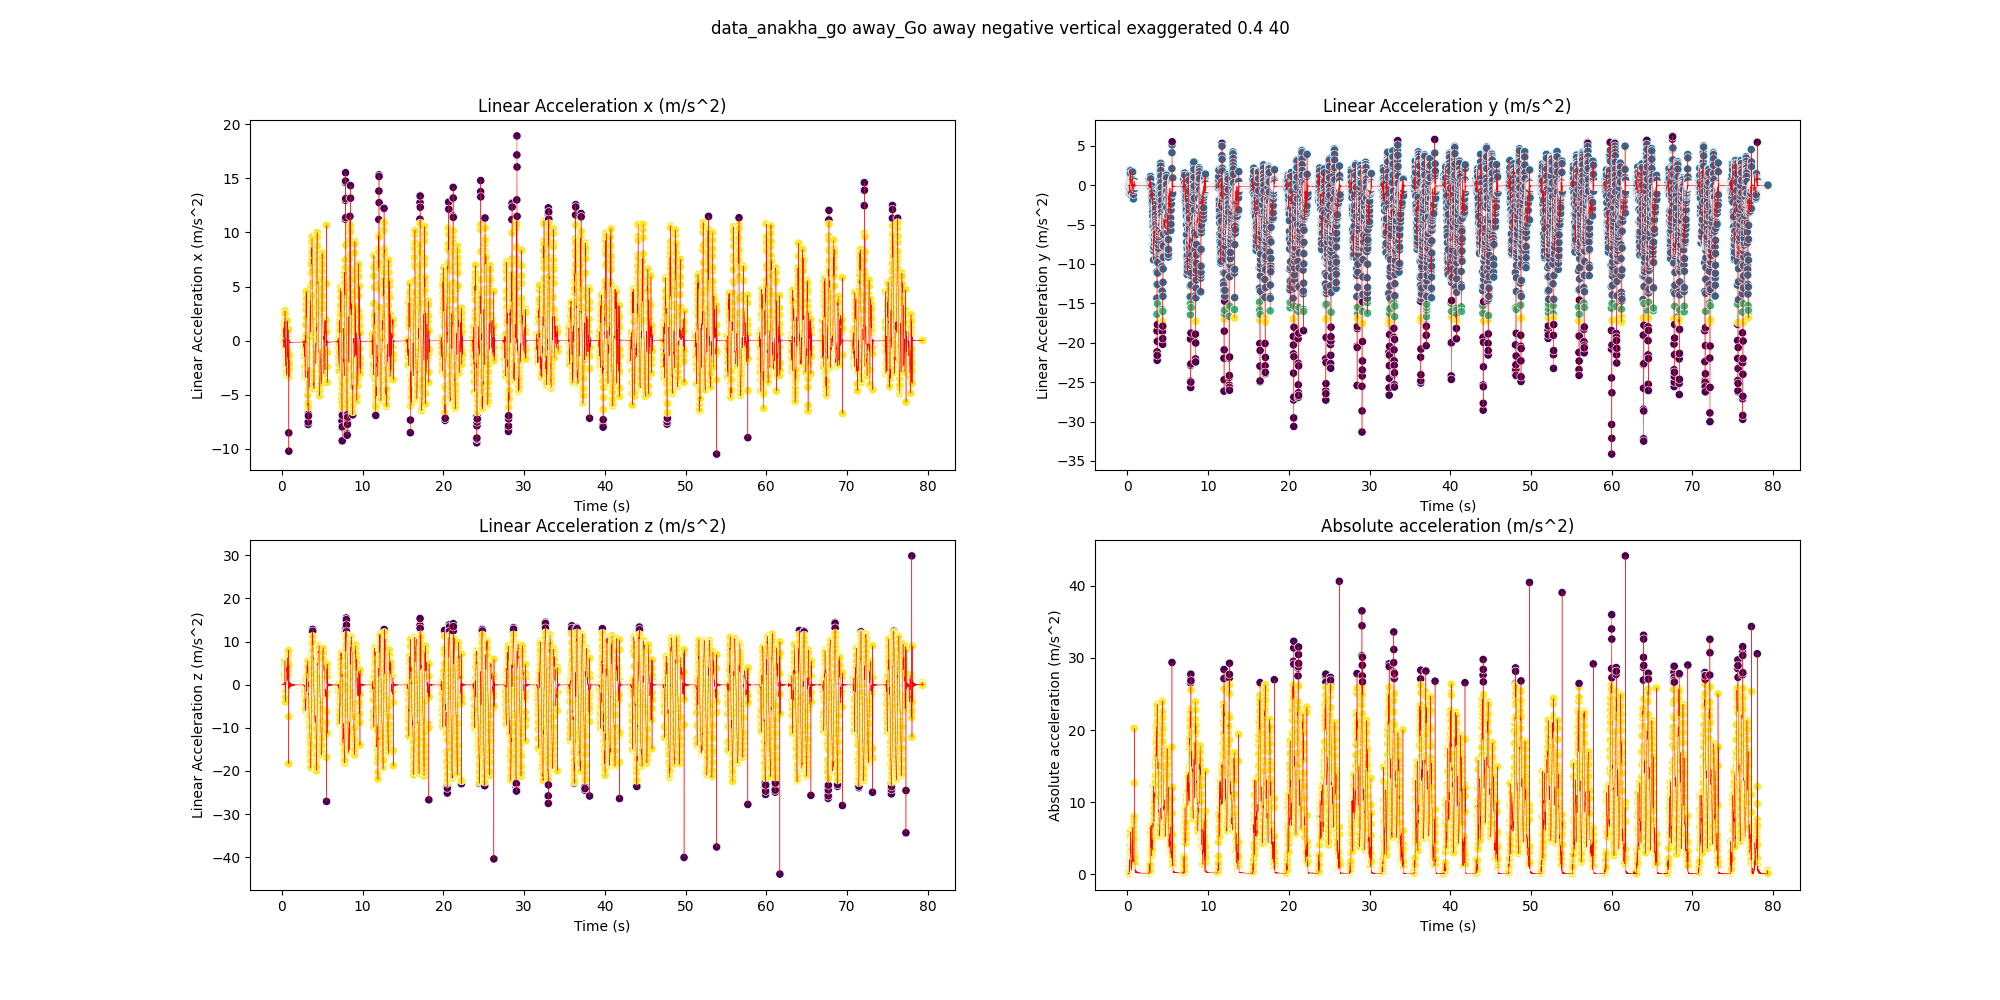 data_anakha_go away_Go away negative vertical exaggerated 0.4 40
Linear Acceleration x (m/s^2)
Linear Acceleration x (m/s^2)
20
15
10
5
0
−5
−10
0 10 20 30 40 50 60 70 80
Time (s)
Linear Acceleration y (m/s^2)
Linear Acceleration y (m/s^2)
5
0
−5
−10
−15
−20
−25
−30
−35
0 10 20 30 40 50 60 70 80
Time (s)
Linear Acceleration z (m/s^2)
Linear Acceleration z (m/s^2)
30
20
10
0
−10
−20
−30
−40
0 10 20 30 40 50 60 70 80
Time (s)
Absolute acceleration (m/s^2)
Absolute acceleration (m/s^2)
40
30
20
10
0
0 10 20 30 40 50 60 70 80
Time (s)